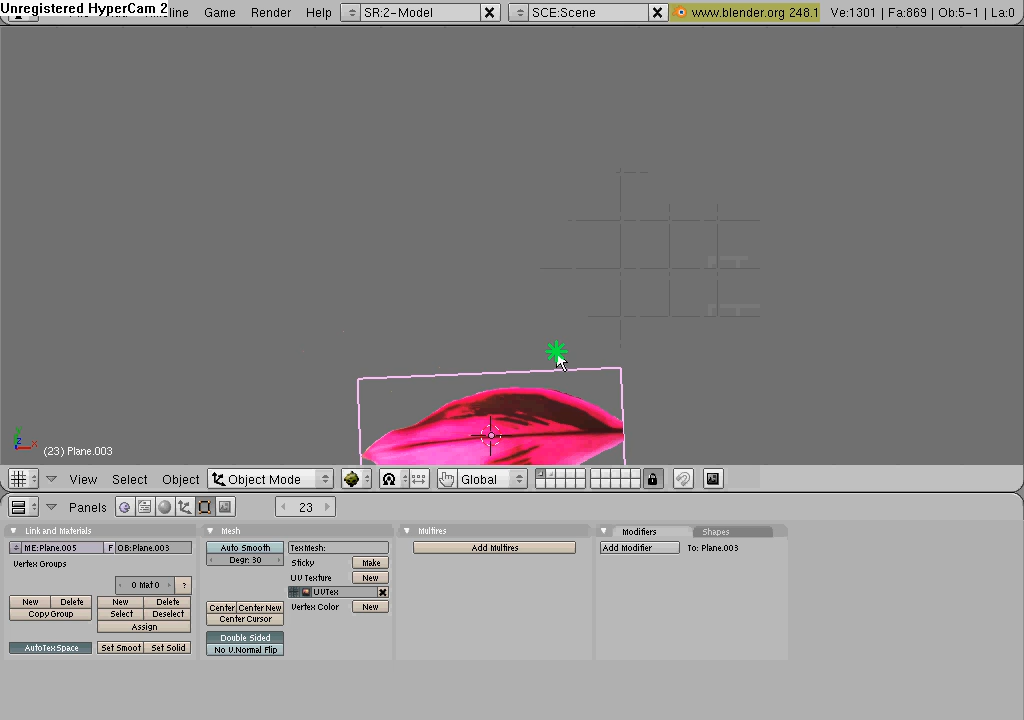 Unregistered HyperCam 2
Timeline Game Render Help SR:2-Model SCE:Scene www.blender.org 248.1 Ve:1301 | Fa:869 | Ob:5-1 | La:0
(23) Plane.003
View Select Object Object Mode Global
Panels 23
Link and Materials Mesh Multires Modifiers Shapes
ME:Plane.005 F OB:Plane.003 Auto Smooth TexMesh: Add Multires Add Modifier To: Plane.003
Vertex Groups Degr: 30 Sticky Make
UV Texture New
0 Mat 0 ? UVTex
New Delete New Delete Center Center New Vertex Color New
Copy Group Select Deselect Center Cursor
Assign
Double Sided
AutoTexSpace Set Smoot Set Solid No V.Normal Flip